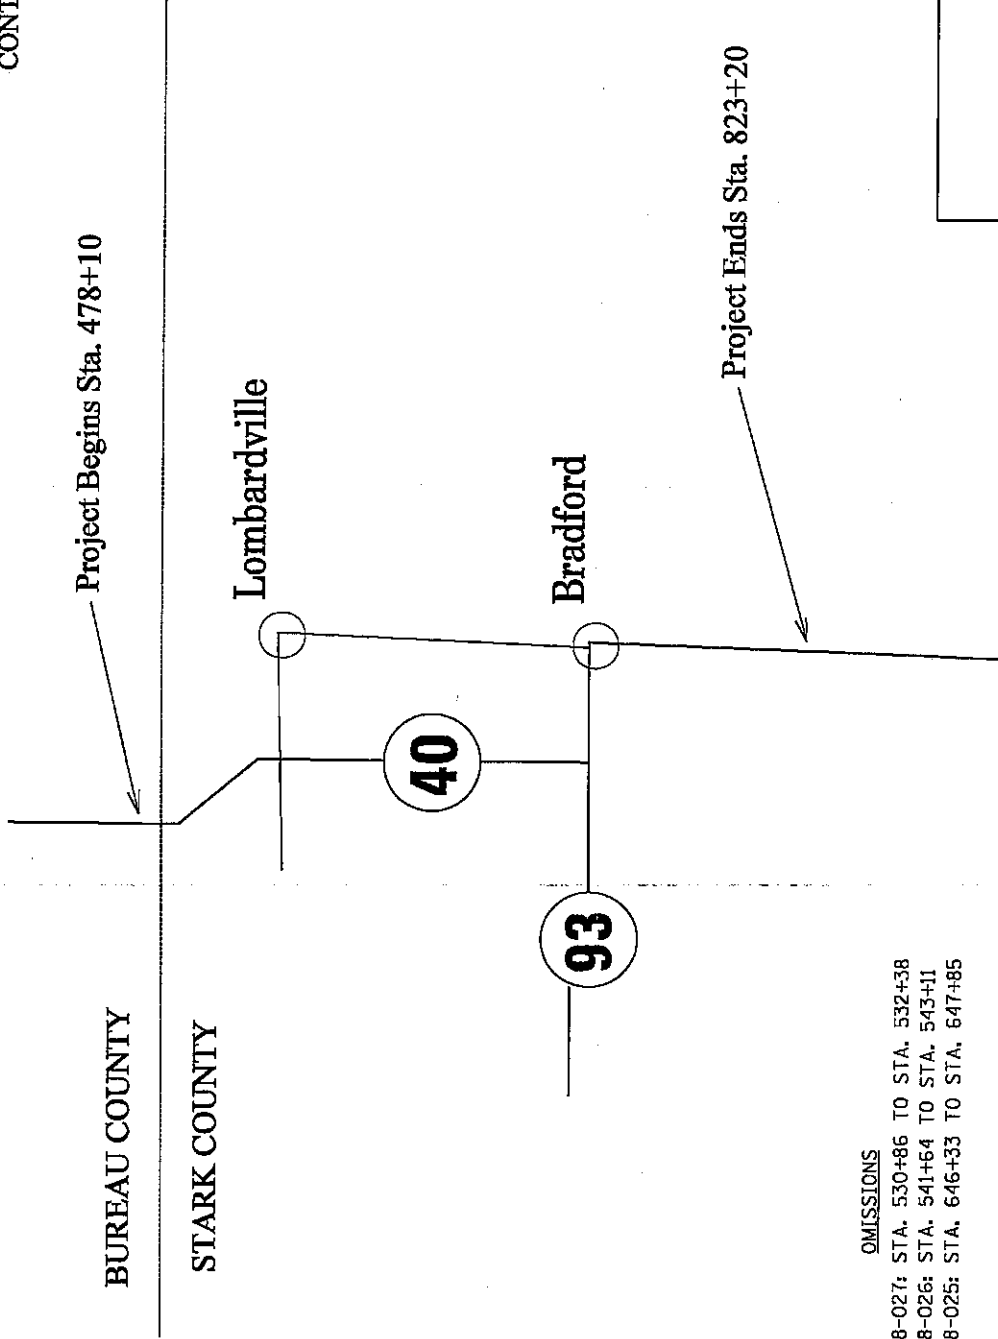 CONT
Project Begins Sta. 478+10
BUREAU COUNTY
STARK COUNTY
Lombardville
40
Bradford
93
Project Ends Sta. 823+20
OMISSIONS
8-027: STA. 530+86 TO STA. 532+38
8-026: STA. 541+64 TO STA. 543+11
8-025: STA. 646+33 TO STA. 647+85